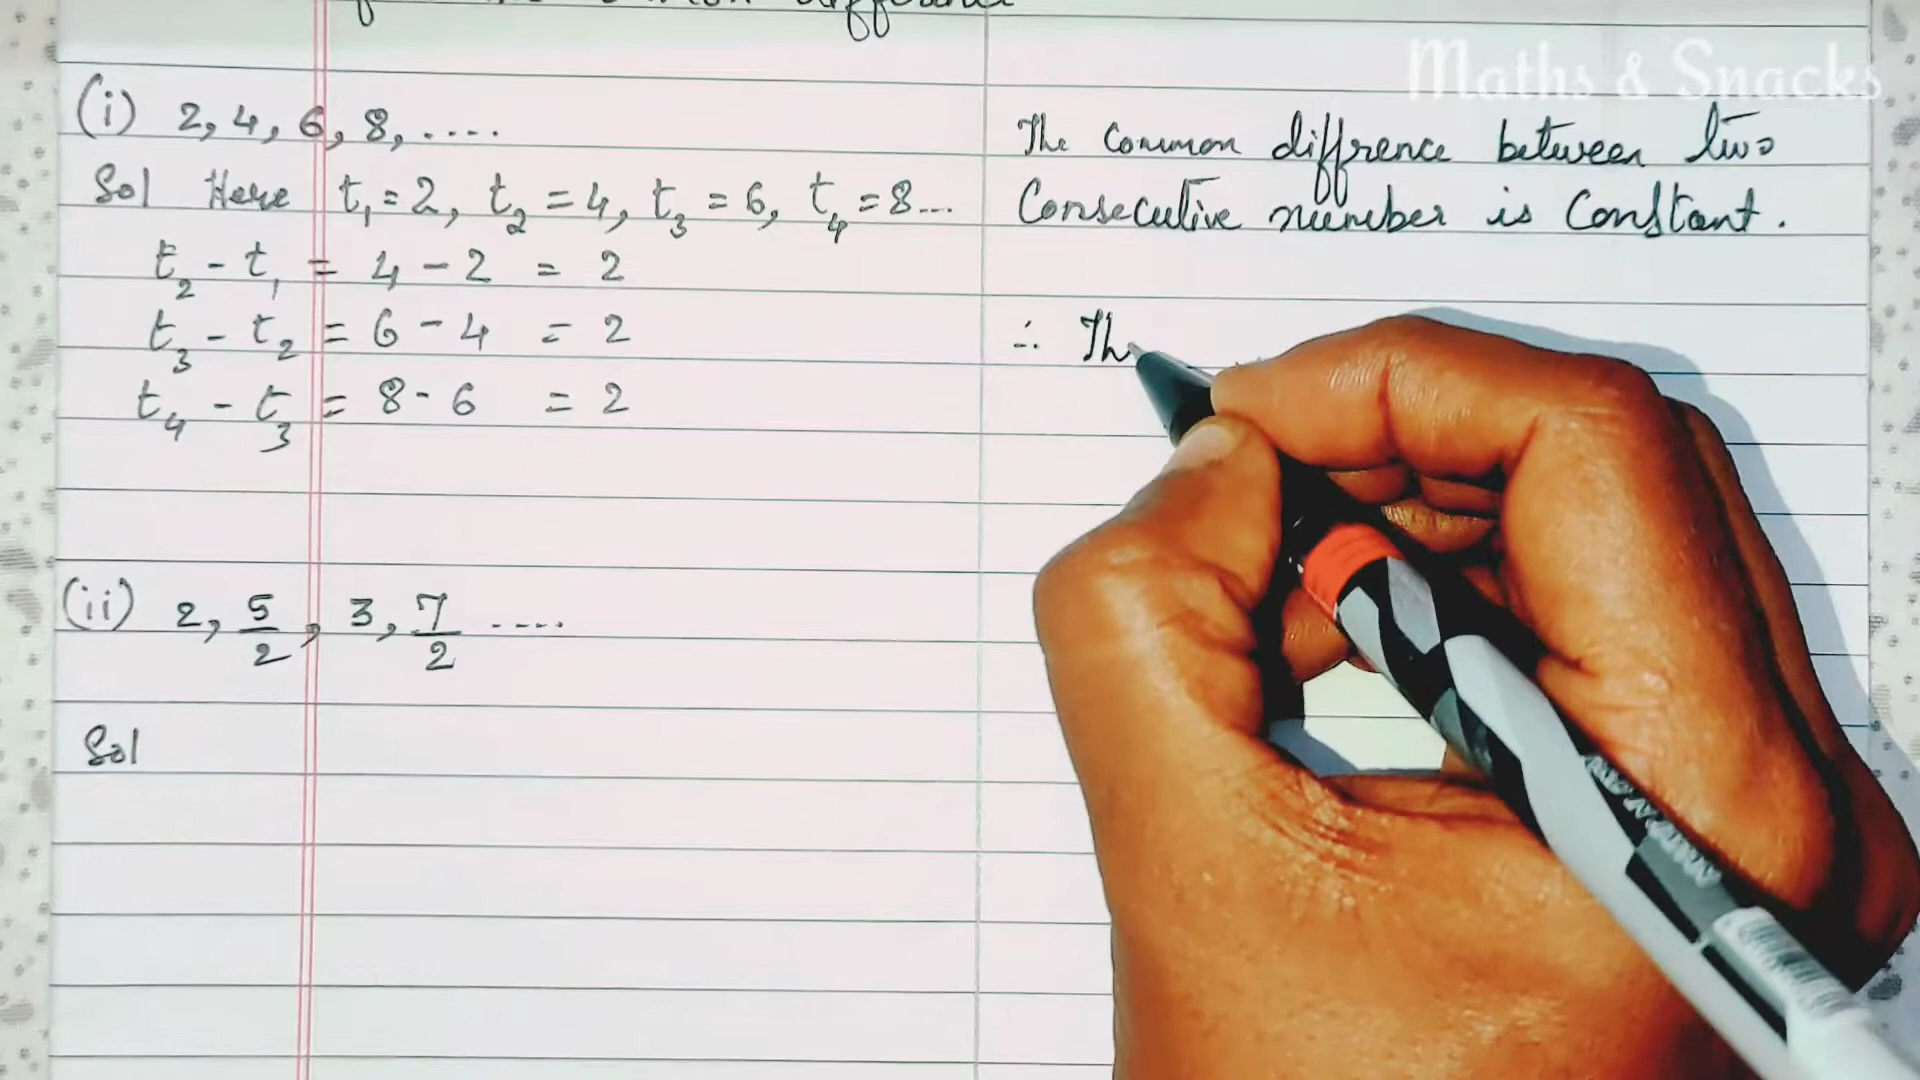 difference
Maths & Snacks
(i) 2, 4, 6, 8, ....
Sol Here t₁ = 2, t₂ = 4, t₃ = 6, t₄ = 8...
t₂ - t₁ = 4 - 2 = 2
t₃ - t₂ = 6 - 4 = 2
t₄ - t₃ = 8 - 6 = 2
(ii) 2, 5/2, 3, 7/2 ....
Sol
The Common diffrence between two
Consecutive number is Constant.
∴ Th